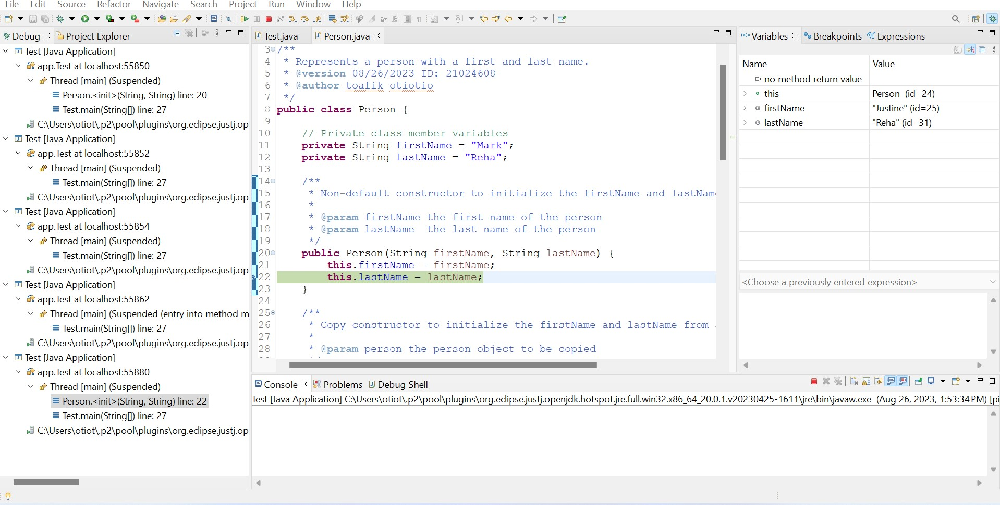 File Edit Source Refactor Navigate Search Project Run Window Help
Debug Project Explorer
Test [Java Application]
app.Test at localhost:55850
Thread [main] (Suspended)
Person.<init>(String, String) line: 20
Test.main(String[]) line: 27
C:\Users\otiot\.p2\pool\plugins\org.eclipse.justj.op
Test [Java Application]
app.Test at localhost:55852
Thread [main] (Suspended)
Test.main(String[]) line: 27
C:\Users\otiot\.p2\pool\plugins\org.eclipse.justj.op
Test [Java Application]
app.Test at localhost:55854
Thread [main] (Suspended)
Test.main(String[]) line: 27
C:\Users\otiot\.p2\pool\plugins\org.eclipse.justj.op
Test [Java Application]
app.Test at localhost:55862
Thread [main] (Suspended (entry into method m
Test.main(String[]) line: 27
C:\Users\otiot\.p2\pool\plugins\org.eclipse.justj.op
Test [Java Application]
app.Test at localhost:55880
Thread [main] (Suspended)
Person.<init>(String, String) line: 22
Test.main(String[]) line: 27
C:\Users\otiot\.p2\pool\plugins\org.eclipse.justj.op
Test.java Person.java
3 /**
4 * Represents a person with a first and last name.
5 * @version 08/26/2023 ID: 21024608
6 * @author toafik otiotio
7 */
8 public class Person {
9
10 // Private class member variables
11 private String firstName = "Mark";
12 private String lastName = "Reha";
13
14 /**
15 * Non-default constructor to initialize the firstName and lastNam
16 *
17 * @param firstName the first name of the person
18 * @param lastName  the last name of the person
19 */
20 public Person(String firstName, String lastName) {
21 this.firstName = firstName;
22 this.lastName = lastName;
23 }
24
25 /**
26 * Copy constructor to initialize the firstName and lastName from
27 *
28 * @param person the person object to be copied
Variables Breakpoints Expressions
Name Value
no method return value
this Person (id=24)
firstName "Justine" (id=25)
lastName "Reha" (id=31)
<Choose a previously entered expression>
Console Problems Debug Shell
Test [Java Application] C:\Users\otiot\.p2\pool\plugins\org.eclipse.justj.openjdk.hotspot.jre.full.win32.x86_64_20.0.1.v20230425-1611\jre\bin\javaw.exe (Aug 26, 2023, 1:53:34 PM) [pi